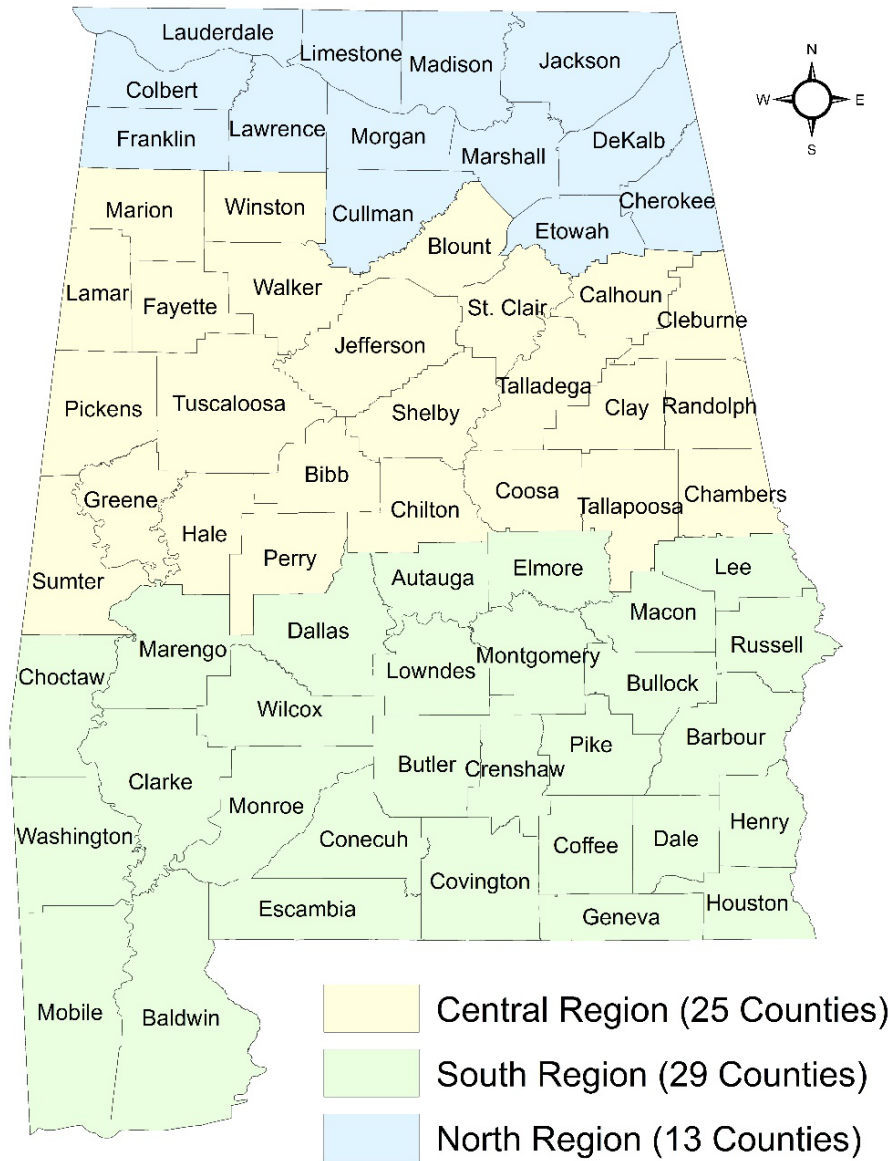 Lauderdale
Limestone
Madison
Jackson
N
W
E
S
Colbert
Franklin
Lawrence
Morgan
Marshall
DeKalb
Cherokee
Marion
Winston
Cullman
Blount
Etowah
Lamar
Fayette
Walker
Jefferson
St. Clair
Calhoun
Cleburne
Pickens
Tuscaloosa
Shelby
Talladega
Clay
Randolph
Greene
Bibb
Hale
Chilton
Coosa
Tallapoosa
Chambers
Sumter
Perry
Autauga
Elmore
Lee
Choctaw
Marengo
Dallas
Lowndes
Montgomery
Macon
Russell
Bullock
Wilcox
Clarke
Butler
Crenshaw
Pike
Barbour
Washington
Monroe
Conecuh
Covington
Coffee
Dale
Henry
Escambia
Geneva
Houston
Mobile
Baldwin
Central Region (25 Counties)
South Region (29 Counties)
North Region (13 Counties)